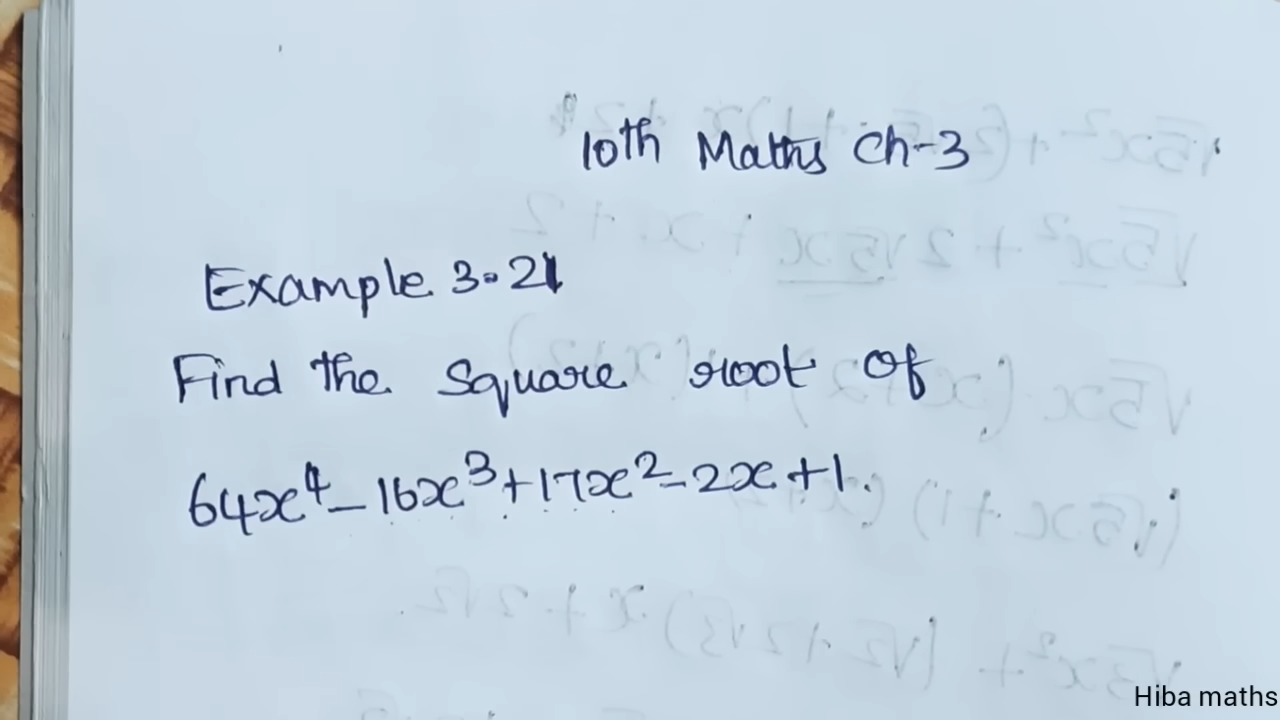 10th Maths Ch-3
Example 3.21
Find the square root of
64x⁴ - 16x³ + 17x² - 2x + 1.
Hiba maths